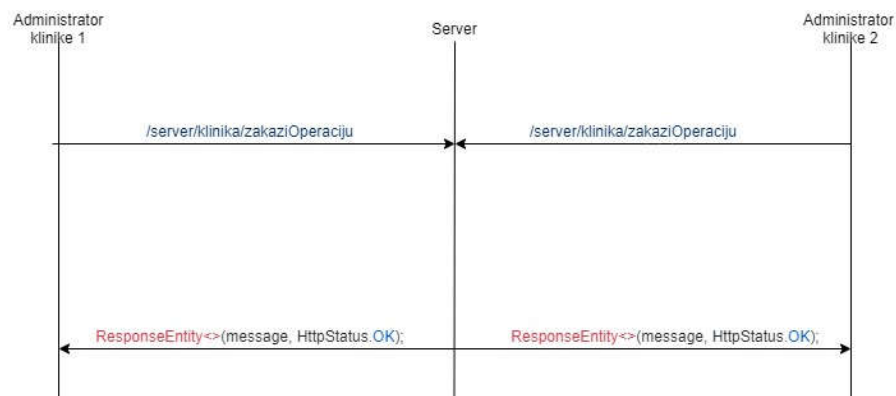 Administrator
klinike 1
Server
Administrator
klinike 2
/server/klinika/zakaziOperaciju
/server/klinika/zakaziOperaciju
ResponseEntity<>(message, HttpStatus.OK);
ResponseEntity<>(message, HttpStatus.OK);